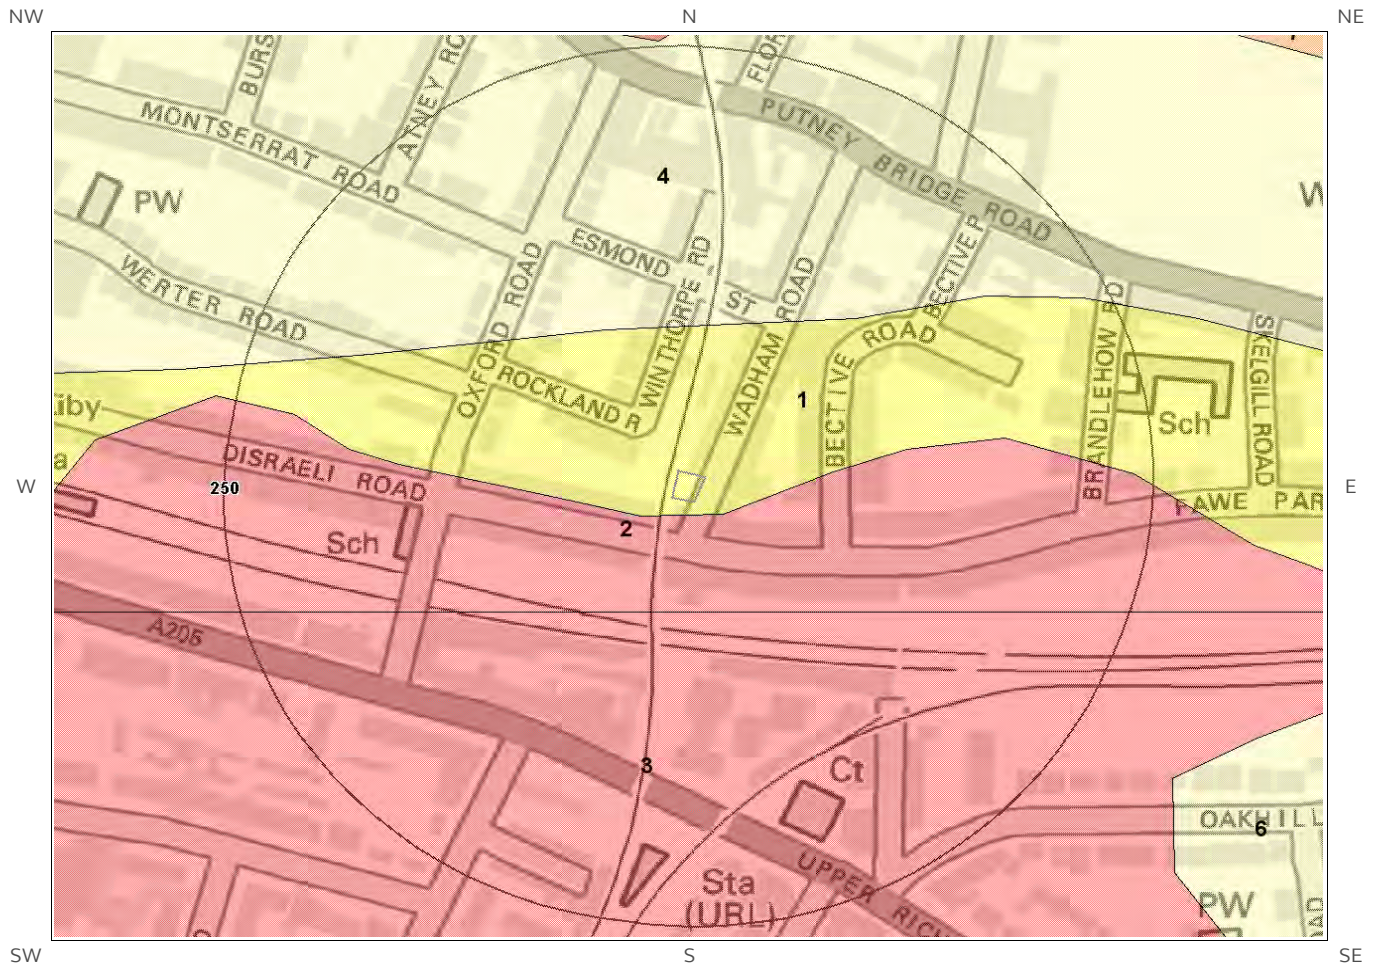 NW
N
NE
BURS
ATNEY RO
FLOR
MONTSERRAT ROAD
PUTNEY BRIDGE ROAD
4
PW
W
ESMOND ST
WINTHORPE RD
WERTER ROAD
OXFORD ROAD
WADHAM ROAD
BECTIVE P
BECTIVE ROAD
BRANDLEHOW RD
SKELGILL ROAD
ROCKLAND R
1
Sch
iby
a
DISRAELI ROAD
W
250
E
FAWE PAR
2
Sch
A205
3
Ct
OAKHILL
6
UPPER RICH
Sta
(URL)
PW
SW
S
SE